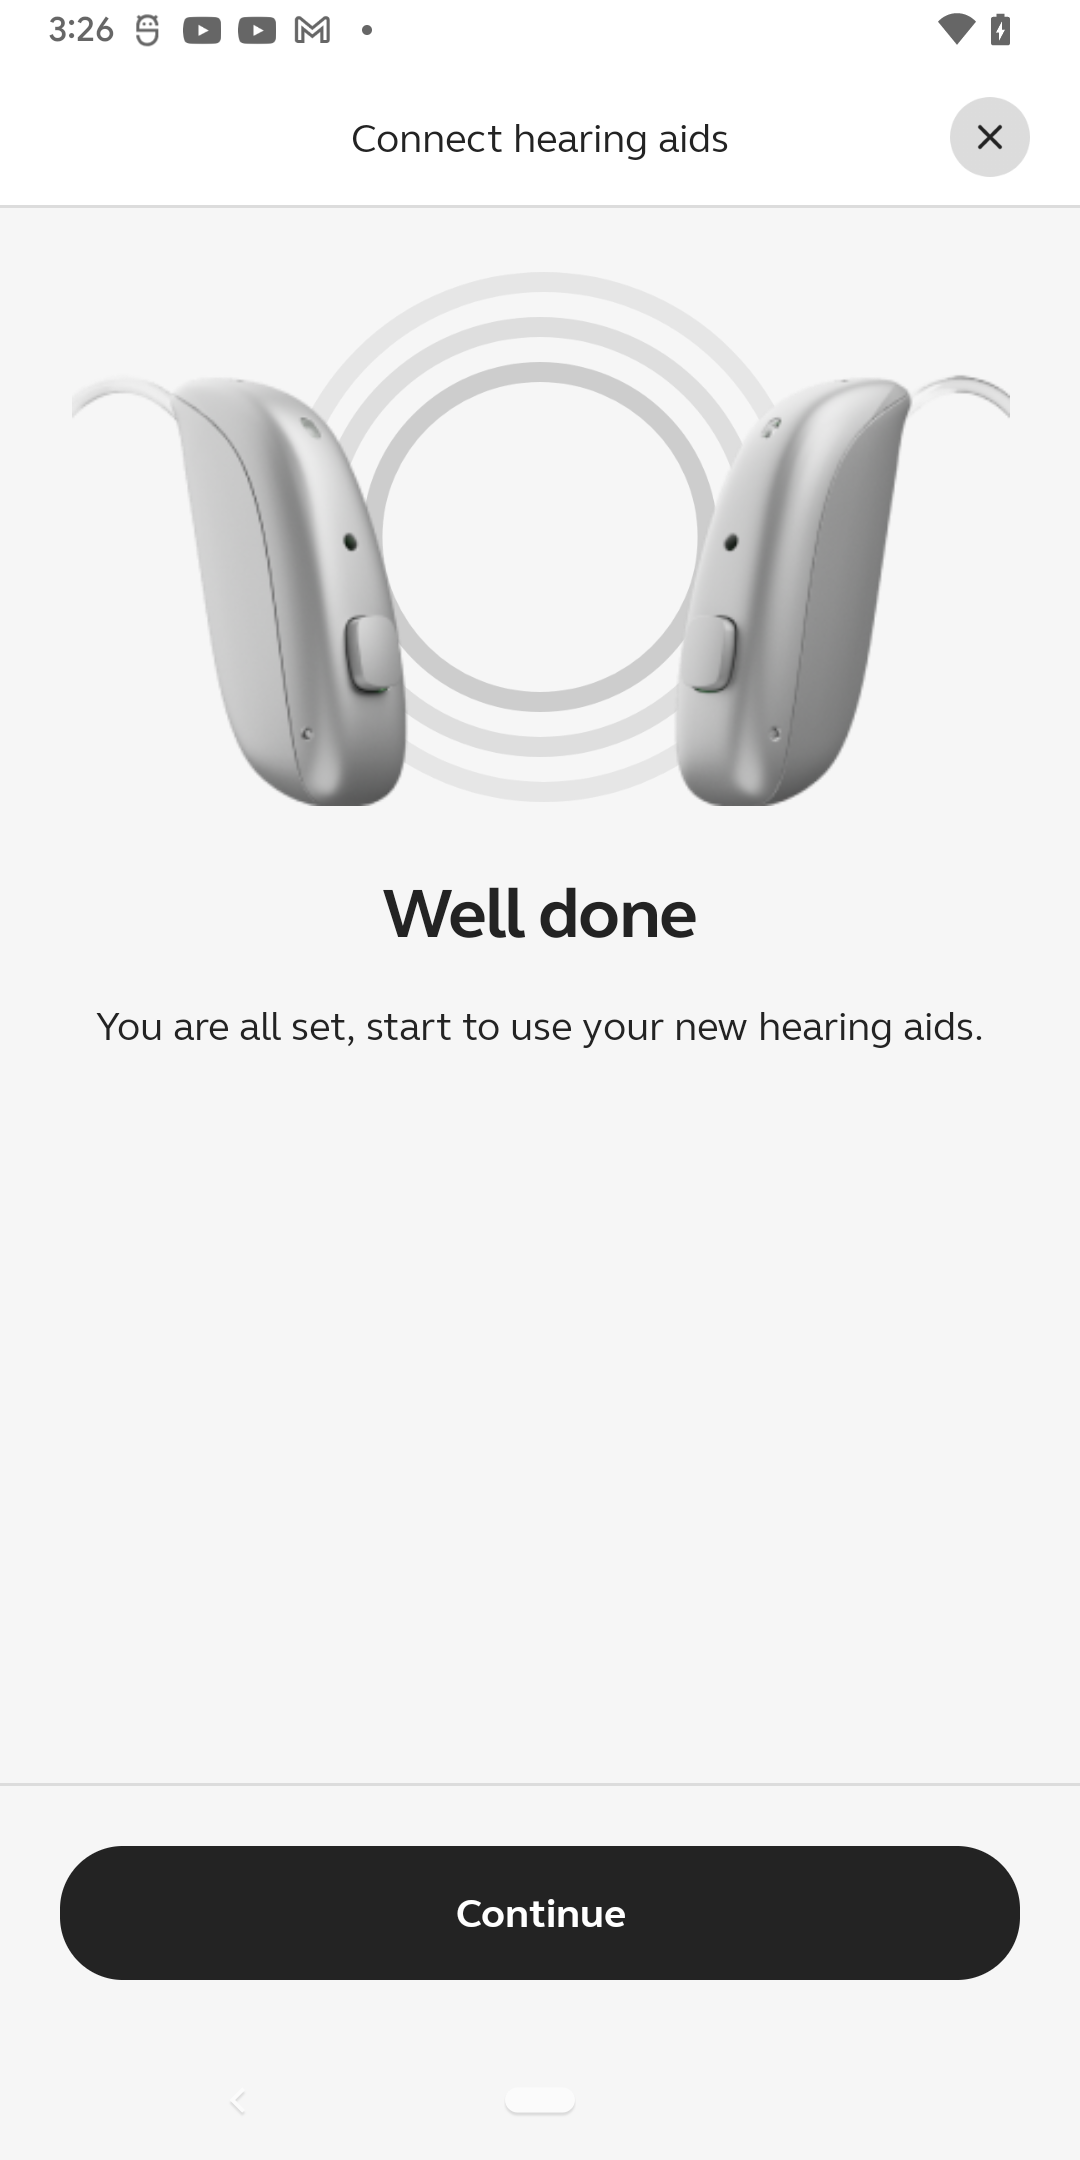 3:26
Connect hearing aids
Well done
You are all set, start to use your new hearing aids.
Continue